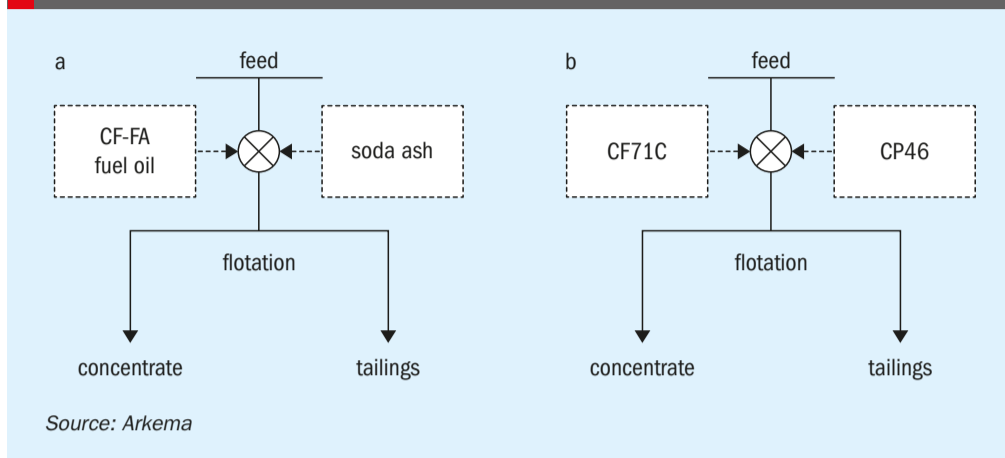 a
feed
CF-FA
fuel oil
soda ash
flotation
concentrate
tailings
b
feed
CF71C
CP46
flotation
concentrate
tailings
Source: Arkema